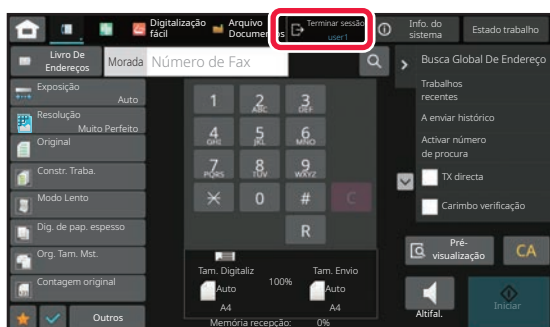 Digitalização
fácil
Arquivo
Documentos
Terminar sessão
user1
Info. do
sistema
Estado trabalho
Livro De
Endereços
Morada
Número de Fax
Busca Global De Endereço
Exposição
Auto
Resolução
Muito Perfeito
Original
Constr. Traba.
Modo Lento
Dig. de pap. espesso
Org. Tam. Mst.
Contagem original
Outros
1
2
ABC
3
DEF
4
GHI
5
JKL
6
MNO
7
PQRS
8
TUV
9
WXYZ
0
#
C
R
Tam. Digitaliz
100%
Tam. Envio
Auto
Auto
A4
A4
Memória recepção: 0%
Trabalhos
recentes
A enviar histórico
Activar número
de procura
TX directa
Carimbo verificação
Pré-
visualização
CA
Altifal.
Iniciar